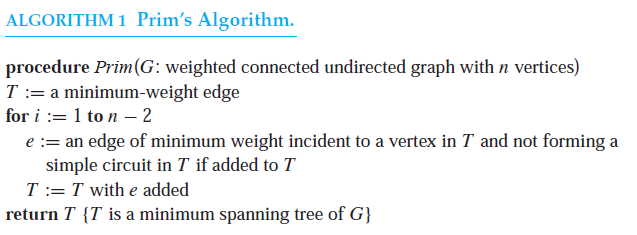 ALGORITHM 1 Prim's Algorithm.
procedure Prim(G: weighted connected undirected graph with n vertices)
T := a minimum-weight edge
for i := 1 to n − 2
e := an edge of minimum weight incident to a vertex in T and not forming a
simple circuit in T if added to T
T := T with e added
return T {T is a minimum spanning tree of G}